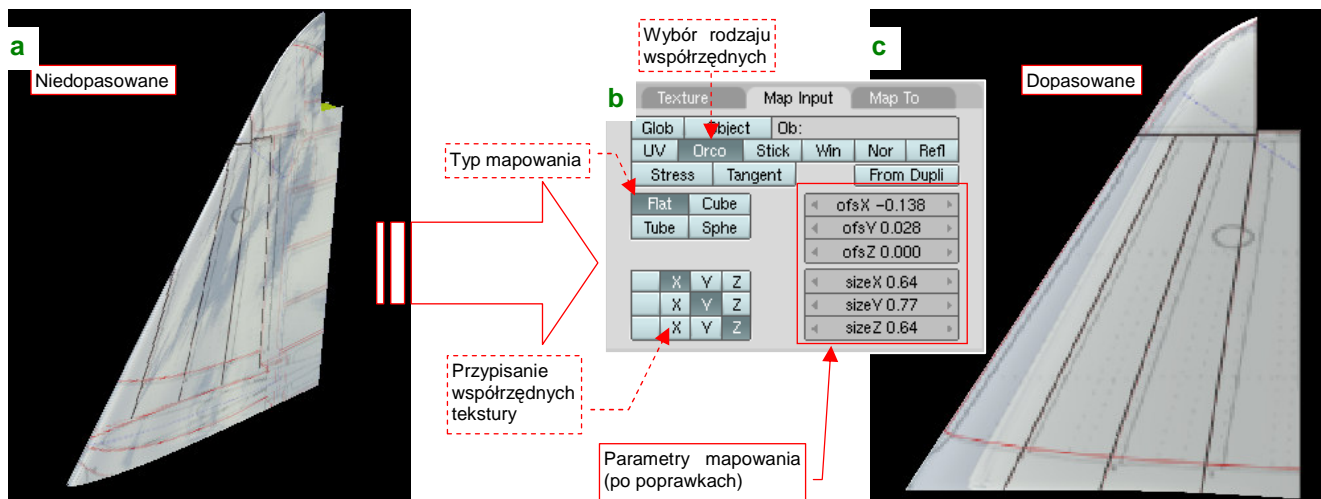 a
Niedopasowane
Wybór rodzaju
współrzędnych
c
Dopasowane
b
Texture Map Input Map To
Glob Object Ob:
UV Orco Stick Win Nor Refl
Stress Tangent From Dupli
Typ mapowania
Flat Cube
Tube Sphe
ofsX -0.138
ofsY 0.028
ofsZ 0.000
X Y Z
X Y Z
X Y Z
sizeX 0.64
sizeY 0.77
sizeZ 0.64
Przypisanie
współrzędnych
tekstury
Parametry mapowania
(po poprawkach)